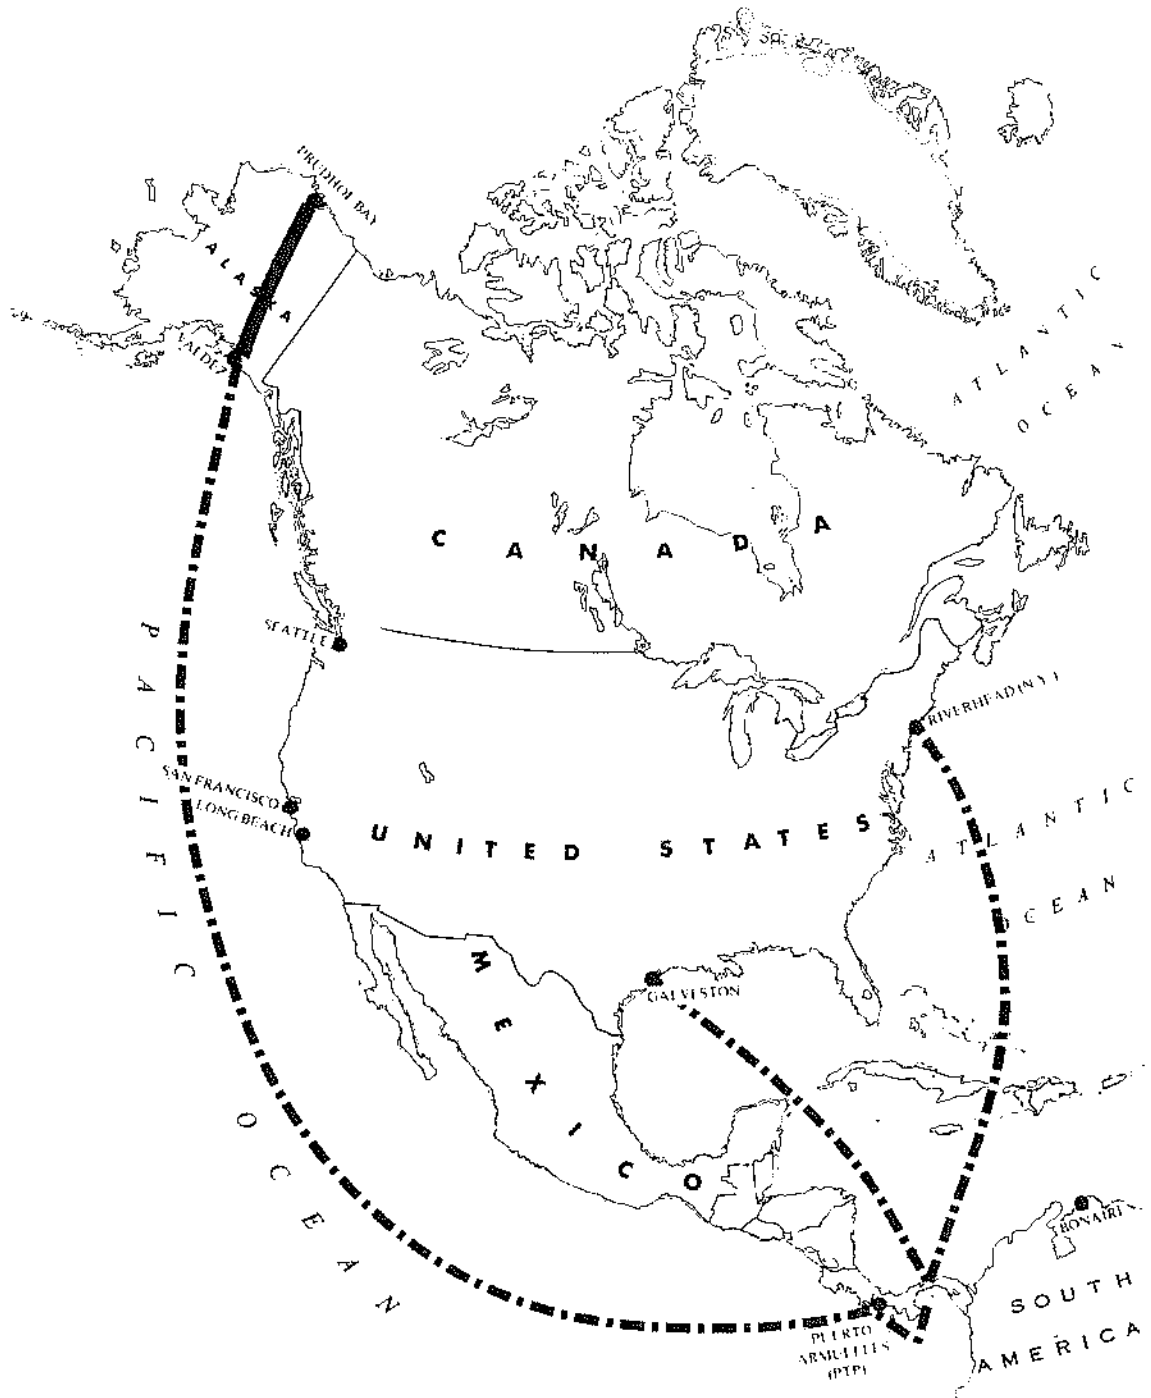 PRUDHOE BAY
ALASKA
VALDEZ
ATLANTIC
OCEAN
CANADA
SEATTLE
PACIFIC
OCEAN
RIVERHEAD (N Y)
SAN FRANCISCO
LONG BEACH
UNITED STATES
ATLANTIC
OCEAN
MEXICO
GALVESTON
BONAIRE
SOUTH
AMERICA
PUERTO
ARMUELLES
(PTP)